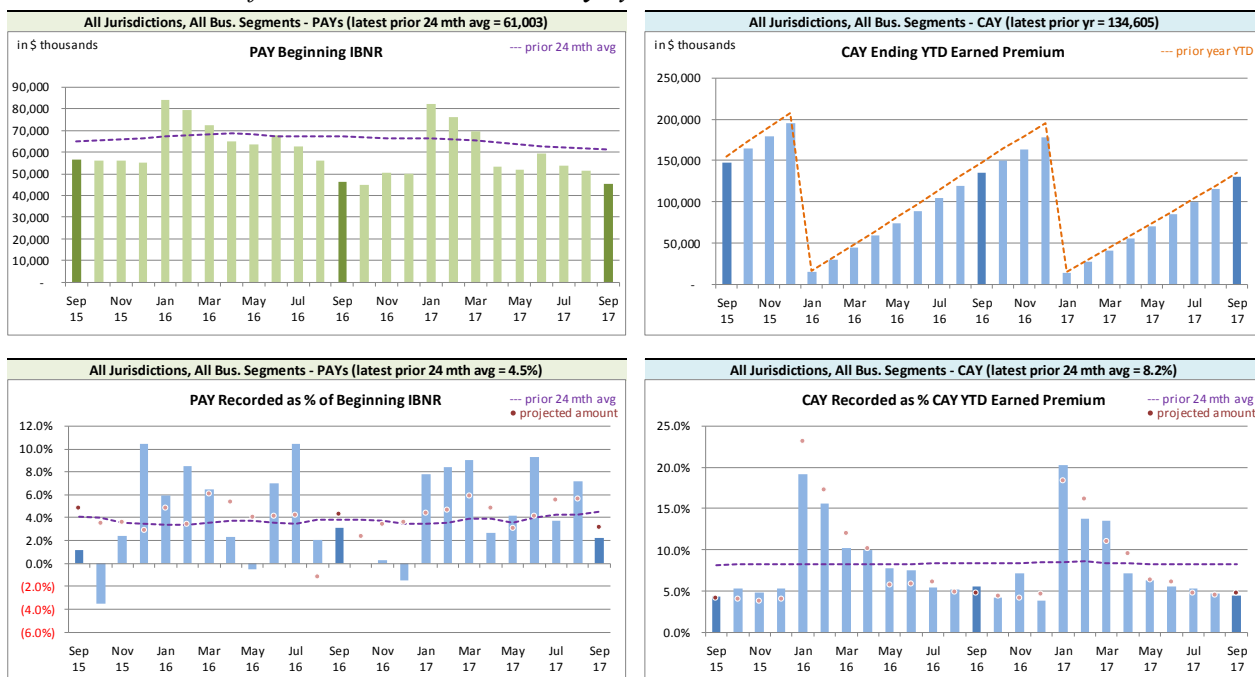 All Jurisdictions, All Bus. Segments - PAYs (latest prior 24 mth avg = 61,003)
in $ thousands
PAY Beginning IBNR
--- prior 24 mth avg
90,000
80,000
70,000
60,000
50,000
40,000
30,000
20,000
10,000
-
Sep Nov Jan Mar May Jul Sep Nov Jan Mar May Jul Sep
15 15 16 16 16 16 16 16 17 17 17 17 17
All Jurisdictions, All Bus. Segments - CAY (latest prior yr = 134,605)
in $ thousands
CAY Ending YTD Earned Premium
--- prior year YTD
250,000
200,000
150,000
100,000
50,000
-
Sep Nov Jan Mar May Jul Sep Nov Jan Mar May Jul Sep
15 15 16 16 16 16 16 16 17 17 17 17 17
All Jurisdictions, All Bus. Segments - PAYs (latest prior 24 mth avg = 4.5%)
PAY Recorded as % of Beginning IBNR
--- prior 24 mth avg
• projected amount
12.0%
10.0%
8.0%
6.0%
4.0%
2.0%
0.0%
(2.0%)
(4.0%)
(6.0%)
Sep Nov Jan Mar May Jul Sep Nov Jan Mar May Jul Sep
15 15 16 16 16 16 16 16 17 17 17 17 17
All Jurisdictions, All Bus. Segments - CAY (latest prior 24 mth avg = 8.2%)
CAY Recorded as % CAY YTD Earned Premium
--- prior 24 mth avg
• projected amount
25.0%
20.0%
15.0%
10.0%
5.0%
0.0%
Sep Nov Jan Mar May Jul Sep Nov Jan Mar May Jul Sep
15 15 16 16 16 16 16 16 17 17 17 17 17